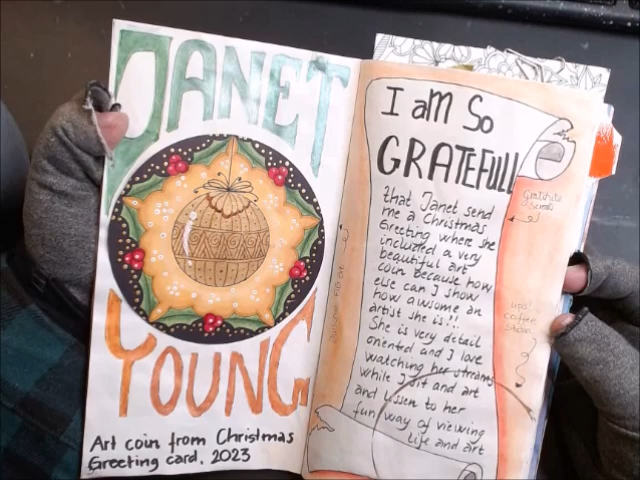 JANET
YOUNG
Art coin from Christmas
Greeting card, 2023
I am So
GRATEFULL
that Janet send
me a Christmas
Greeting where she
included a very
beautiful art
coin because how
else can I show
how awsome an
artist she is!!
She is very detail
oriented and I love
watching her streams
while I sit and art
and lissen to her
fun way of viewing
life and art
Gratitute
Scroll
ups!
coffee
stain